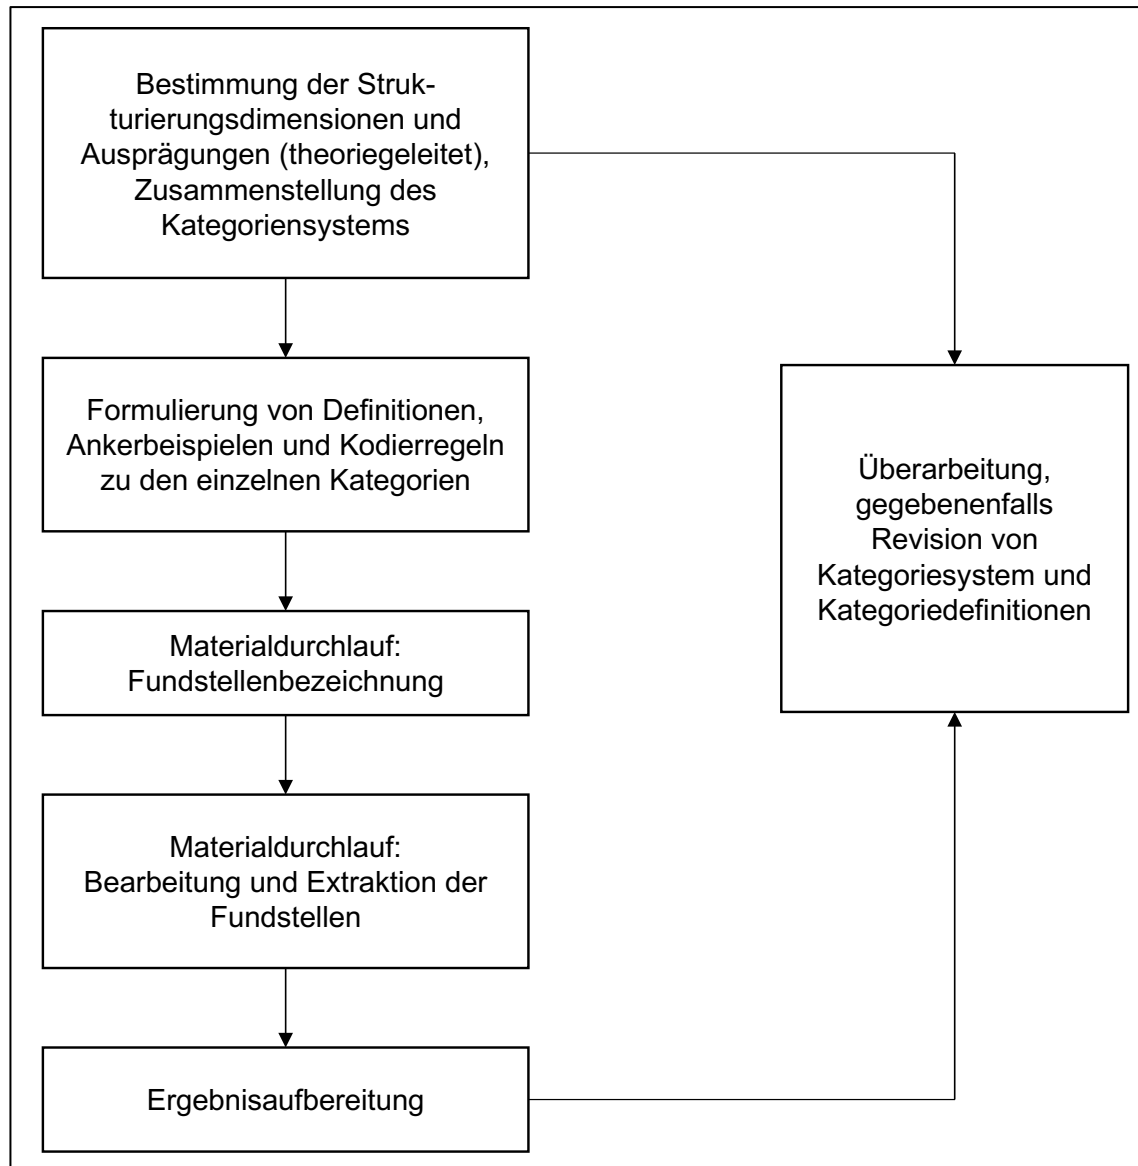 Bestimmung der Struk-
turierungsdimensionen und
Ausprägungen (theoriegeleitet),
Zusammenstellung des
Kategoriensystems
Formulierung von Definitionen,
Ankerbeispielen und Kodierregeln
zu den einzelnen Kategorien
Materialdurchlauf:
Fundstellenbezeichnung
Materialdurchlauf:
Bearbeitung und Extraktion der
Fundstellen
Ergebnisaufbereitung
Überarbeitung,
gegebenenfalls
Revision von
Kategoriesystem und
Kategoriedefinitionen